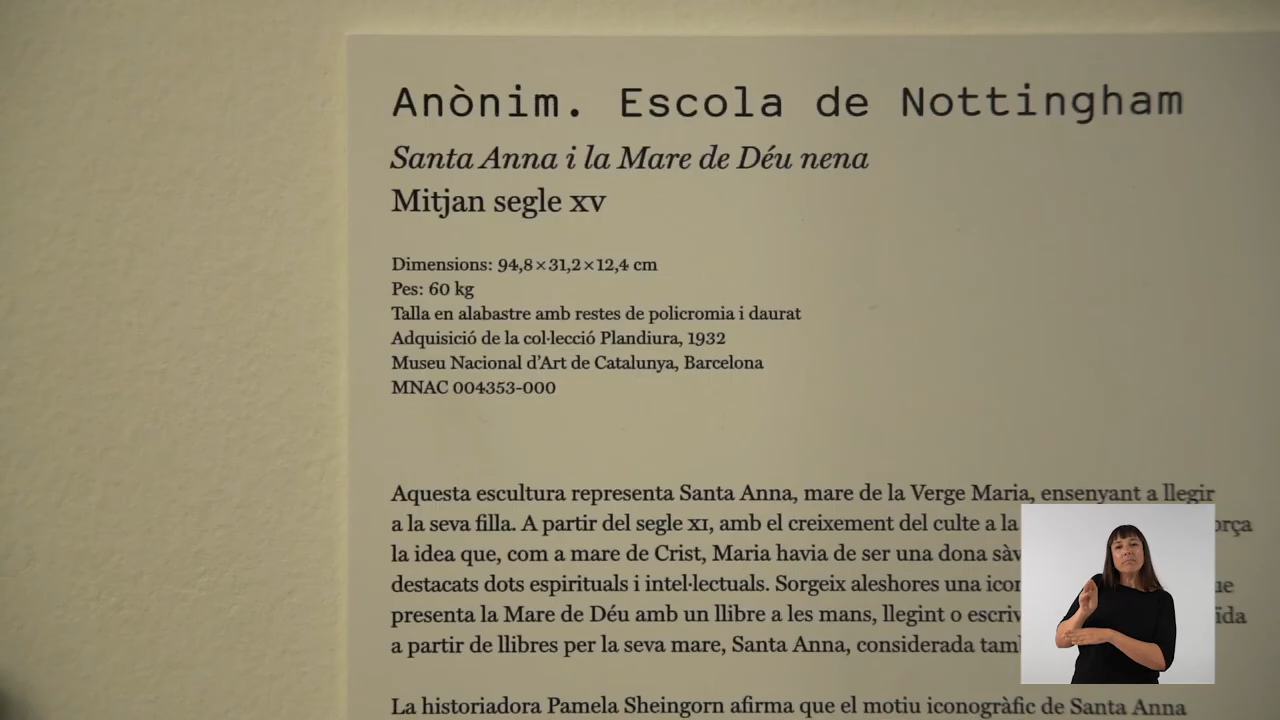 Anònim. Escola de Nottingham
Santa Anna i la Mare de Déu nena
Mitjan segle XV
Dimensions: 94,8×31,2×12,4 cm
Pes: 60 kg
Talla en alabastre amb restes de policromia i daurat
Adquisició de la col·lecció Plandiura, 1932
Museu Nacional d'Art de Catalunya, Barcelona
MNAC 004353-000
Aquesta escultura representa Santa Anna, mare de la Verge Maria, ensenyant a llegir
a la seva filla. A partir del segle XI, amb el creixement del culte a la
la idea que, com a mare de Crist, Maria havia de ser una dona
destacats dots espirituals i intel·lectuals. Sorgeix aleshores una
presenta la Mare de Déu amb un llibre a les mans, llegint o
a partir de llibres per la seva mare, Santa Anna, considerada
La historiadora Pamela Sheingorn afirma que el motiu iconogràfic de Santa Anna